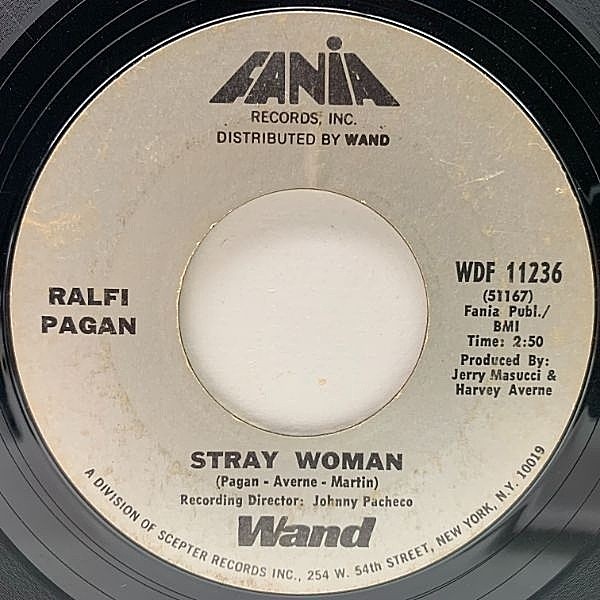 FANIA
RECORDS, INC.
DISTRIBUTED BY WAND
RALFI
PAGAN
WDF 11236
(51167)
Fania Publ./
BMI
Time: 2:50
Produced By:
Jerry Masucci &
Harvey Averne
STRAY WOMAN
(Pagan - Averne - Martin)
Recording Director: Johnny Pacheco
Wand
A DIVISION OF SCEPTER RECORDS INC., 254 W. 54th STREET, NEW YORK, N.Y. 10019